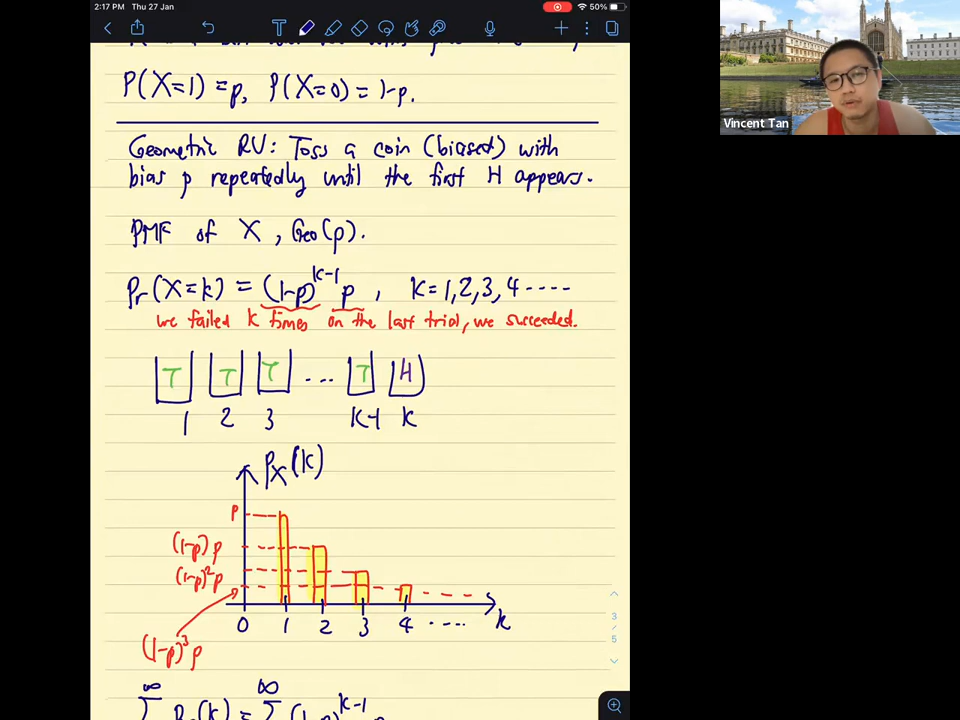 2:17 PM Thu 27 Jan
50%
P(X=1) = p, P(X=0) = 1-p.
Geometric RV: Toss a coin (biased) with
bias p repeatedly until the first H appears.
PMF of X, Geo(p).
Pr(X=k) = (1-p)^{k-1} p, k=1,2,3,4 ....
we failed k times on the last trial, we succeeded.
T T T ... T H
1 2 3 k-1 k
p_X(k)
p
(1-p)p
(1-p)²p
(1-p)³p
0 1 2 3 4 ..... k
3
/
5
Vincent Tan